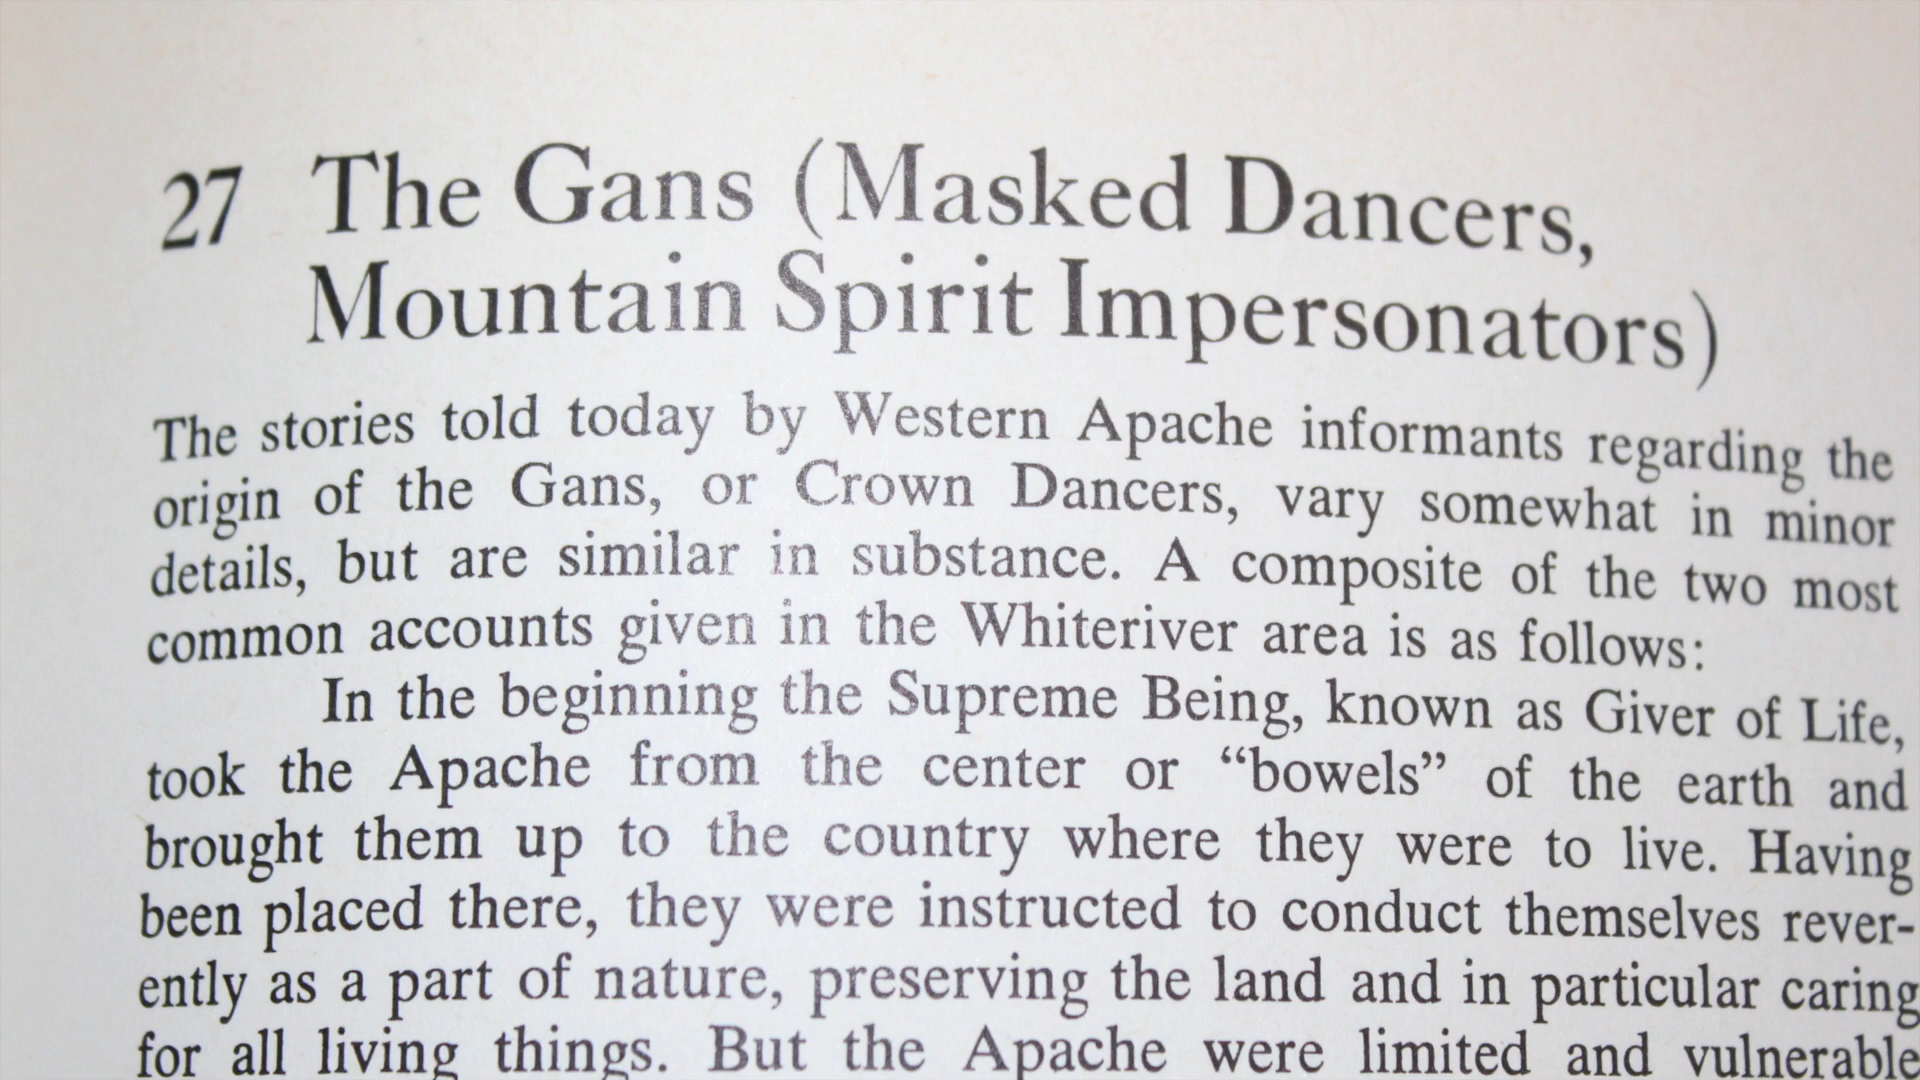 27 The Gans (Masked Dancers,
Mountain Spirit Impersonators)
The stories told today by Western Apache informants regarding the
origin of the Gans, or Crown Dancers, vary somewhat in minor
details, but are similar in substance. A composite of the two most
common accounts given in the Whiteriver area is as follows:
In the beginning the Supreme Being, known as Giver of Life,
took the Apache from the center or “bowels” of the earth and
brought them up to the country where they were to live. Having
been placed there, they were instructed to conduct themselves rever-
ently as a part of nature, preserving the land and in particular caring
for all living things. But the Apache were limited and vulnerable